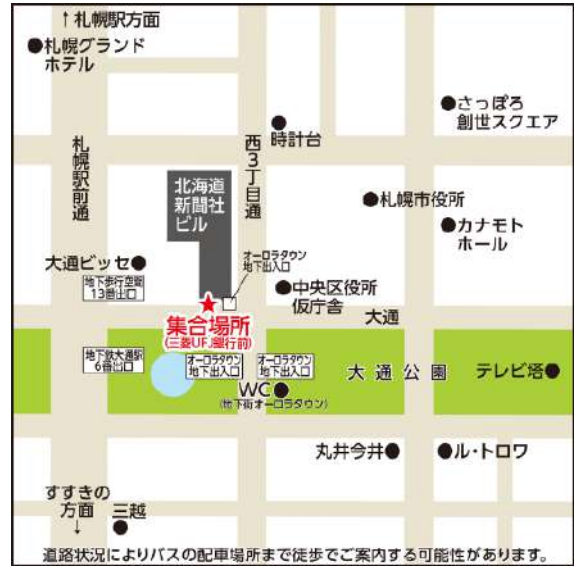 ↑札幌駅方面
●札幌グランド
ホテル
●さっぽろ
創世スクエア
●時計台
札幌駅前通
西3丁目通
北海道
新聞社
ビル
●札幌市役所
●カナモト
ホール
オーロラタウン
地下出入口
大通ビッセ●
地下歩行空間
13番出口
●中央区役所
仮庁舎
集合場所
(三菱UFJ銀行前)
大通
地下鉄大通駅
6番出口
オーロラタウン
地下出入口
オーロラタウン
地下出入口
大通公園
テレビ塔●
WC●
(地下街オーロラタウン)
丸井今井●
●ル・トロワ
すすきの
方面
↓
三越
●
道路状況によりバスの配車場所まで徒歩でご案内する可能性があります。